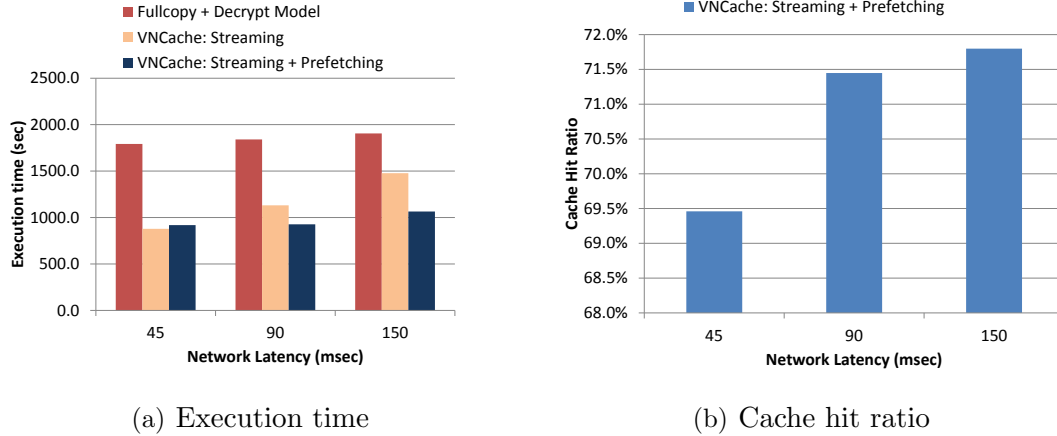 Fullcopy + Decrypt Model
VNCache: Streaming
VNCache: Streaming + Prefetching
2500.0
2000.0
1500.0
1000.0
500.0
0.0
Execution time (sec)
45
90
150
Network Latency (msec)
(a) Execution time
VNCache: Streaming + Prefetching
72.0%
71.5%
71.0%
70.5%
70.0%
69.5%
69.0%
68.5%
68.0%
Cache Hit Ratio
45
90
150
Network Latency (msec)
(b) Cache hit ratio